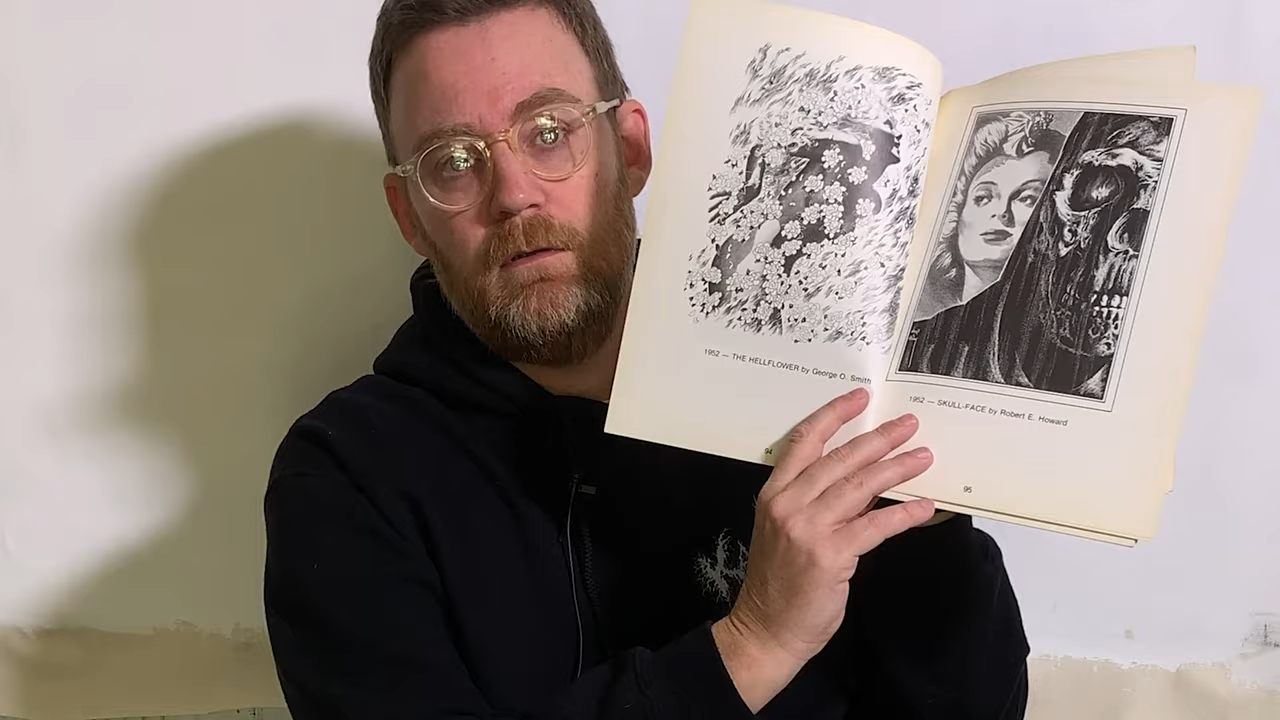 1952 — THE HELLFLOWER by George O. Smith
94
1952 — SKULL-FACE by Robert E. Howard
95